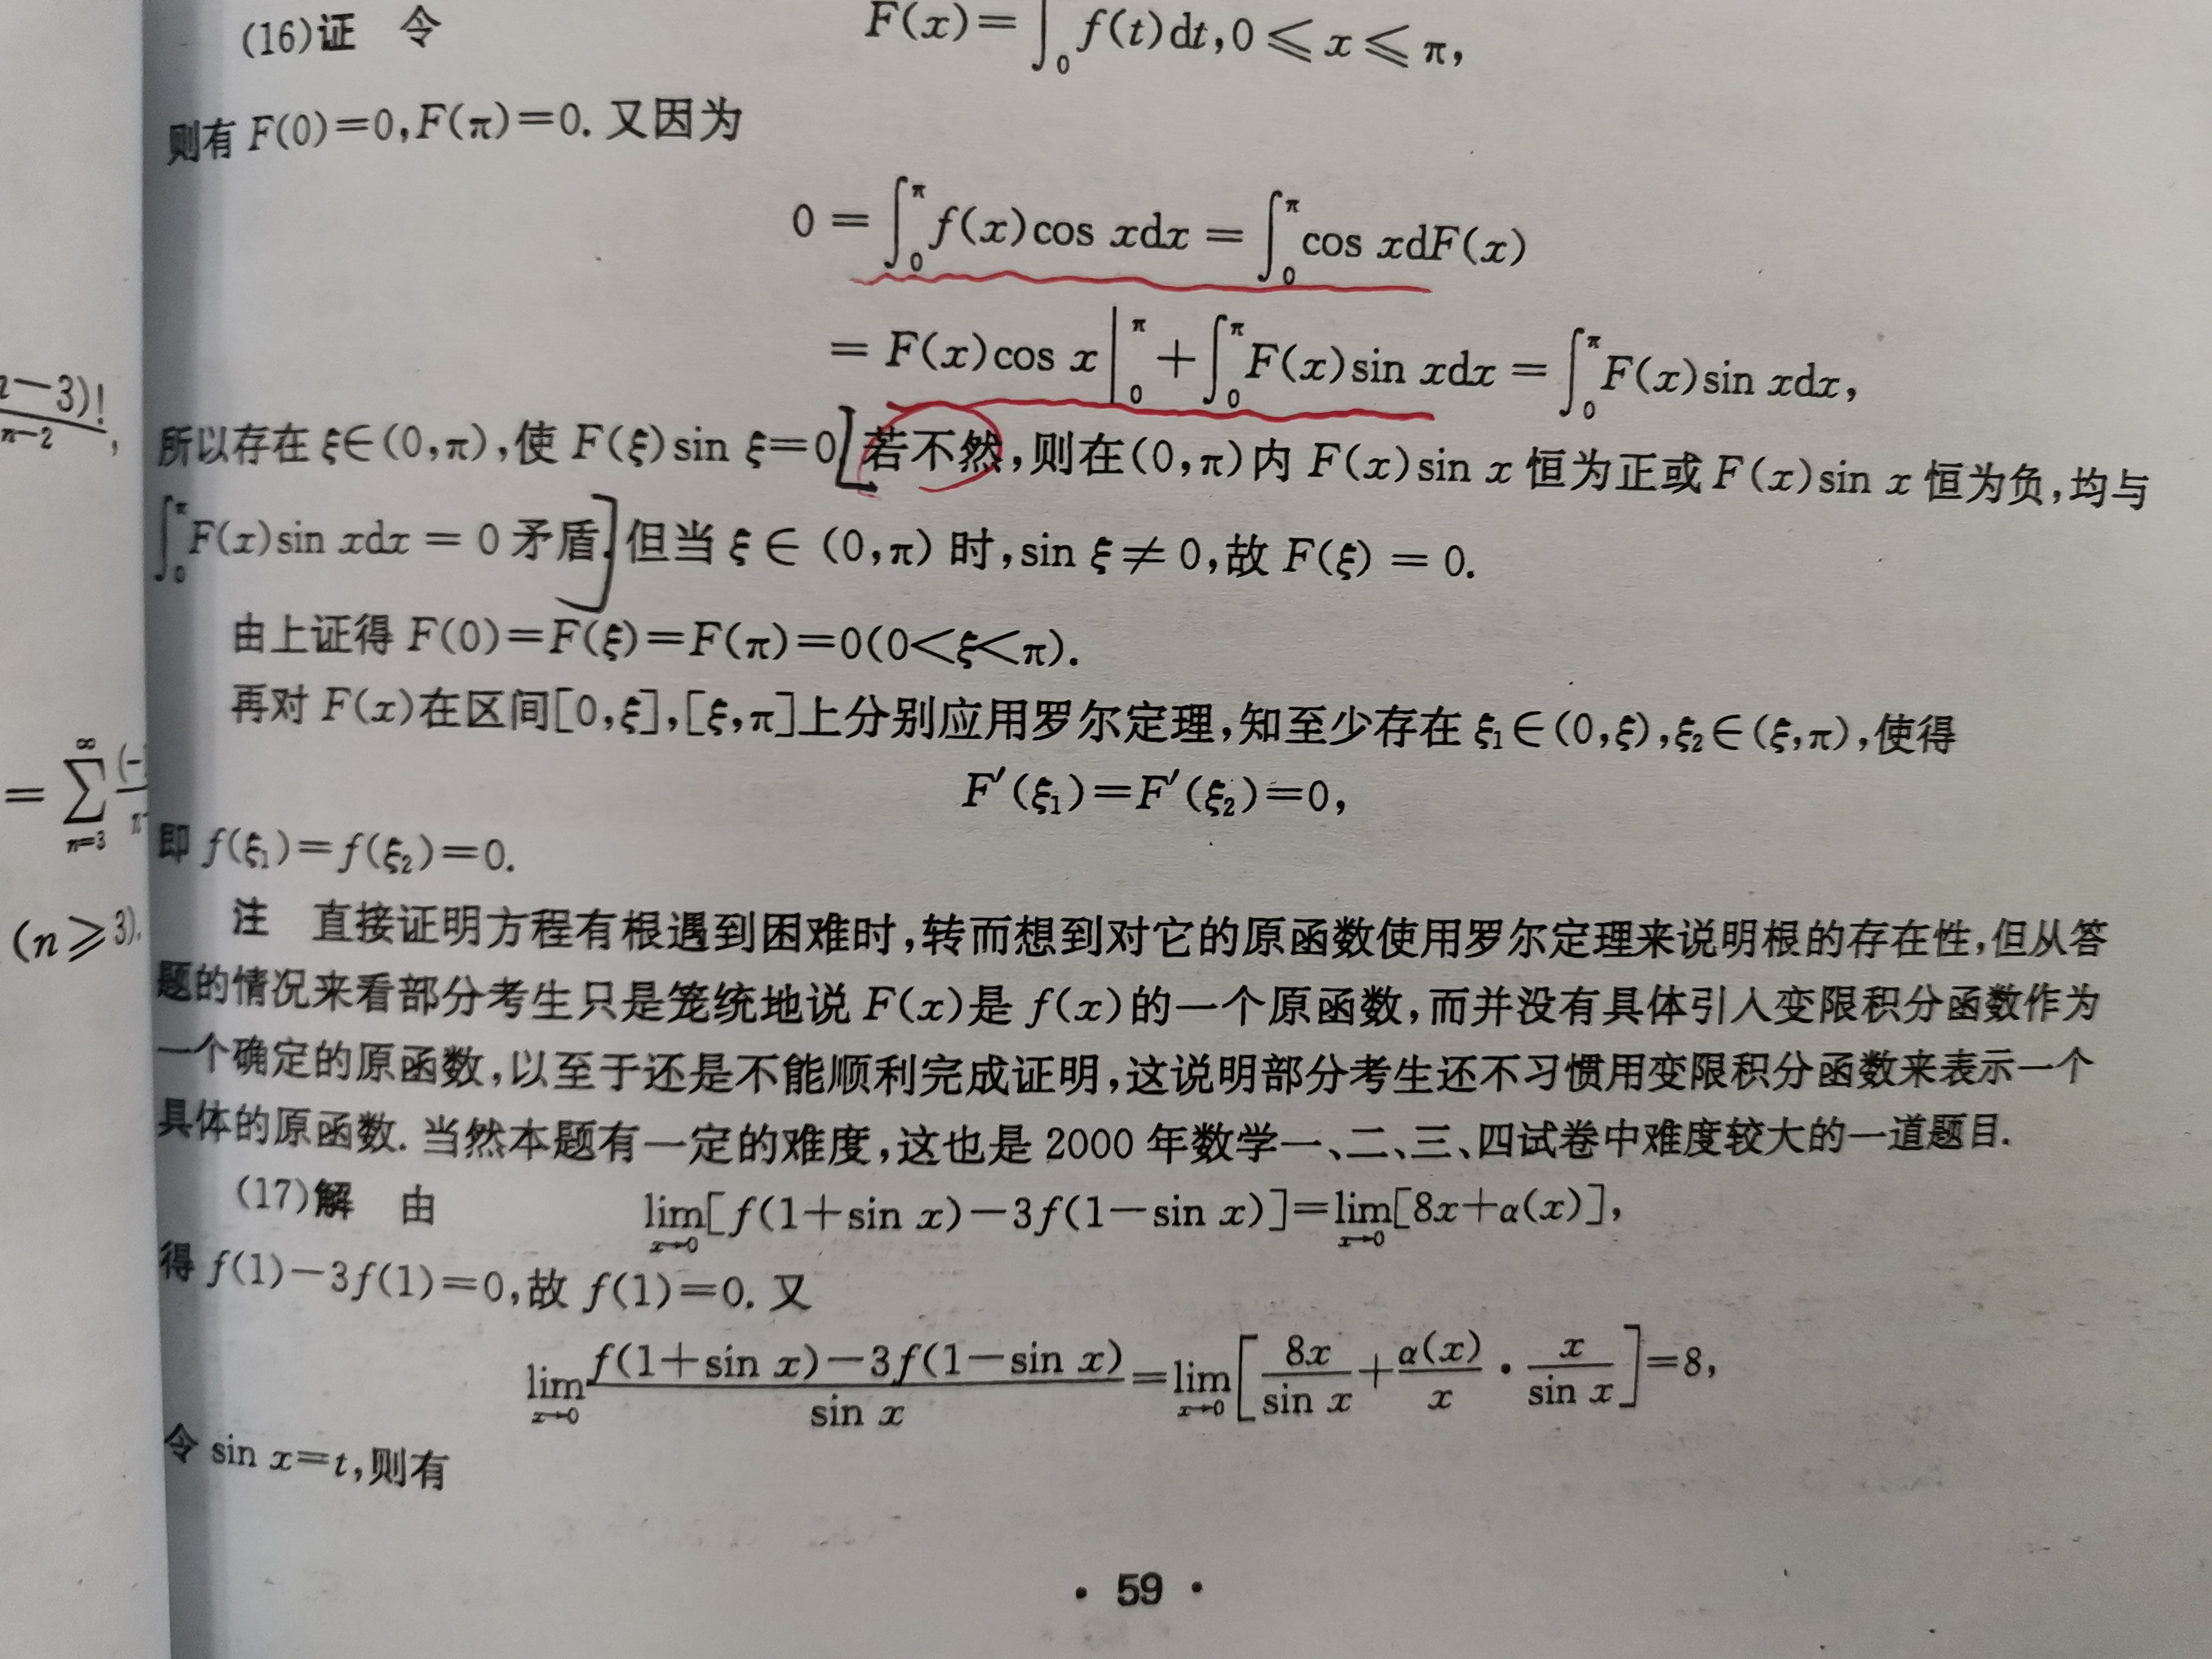 (16)证 令 F(x)=∫₀ f(t)dt,0≤x≤π,
则有 F(0)=0,F(π)=0. 又因为
0 = ∫₀^π f(x)cos xdx = ∫₀^π cos xdF(x)
= F(x)cos x|₀^π + ∫₀^π F(x)sin xdx = ∫₀^π F(x)sin xdx,
所以存在 ξ∈(0,π),使 F(ξ)sin ξ=0[若不然,则在(0,π)内 F(x)sin x 恒为正或 F(x)sin x 恒为负,均与
∫₀^π F(x)sin xdx = 0 矛盾.]但当 ξ ∈ (0,π) 时,sin ξ ≠ 0,故 F(ξ) = 0.
由上证得 F(0)=F(ξ)=F(π)=0(0<ξ<π).
再对 F(x)在区间[0,ξ],[ξ,π]上分别应用罗尔定理,知至少存在 ξ₁∈(0,ξ),ξ₂∈(ξ,π),使得
F′(ξ₁)=F′(ξ₂)=0,
即 f(ξ₁)=f(ξ₂)=0.
注 直接证明方程有根遇到困难时,转而想到对它的原函数使用罗尔定理来说明根的存在性,但从答
题的情况来看部分考生只是笼统地说 F(x)是 f(x)的一个原函数,而并没有具体引入变限积分函数作为
一个确定的原函数,以至于还是不能顺利完成证明,这说明部分考生还不习惯用变限积分函数来表示一个
具体的原函数. 当然本题有一定的难度,这也是 2000 年数学一、二、三、四试卷中难度较大的一道题目.
(17)解 由 lim_{x→0}[f(1+sin x)-3f(1-sin x)]=lim_{x→0}[8x+α(x)],
得 f(1)-3f(1)=0,故 f(1)=0. 又
lim_{x→0} (f(1+sin x)-3f(1-sin x))/(sin x) = lim_{x→0}[8x/(sin x) + α(x)/x · x/(sin x)]=8,
令 sin x=t,则有
· 59 ·
-3)!
n-2,
= ∑_{n=3}^∞ (-
(n≥3).